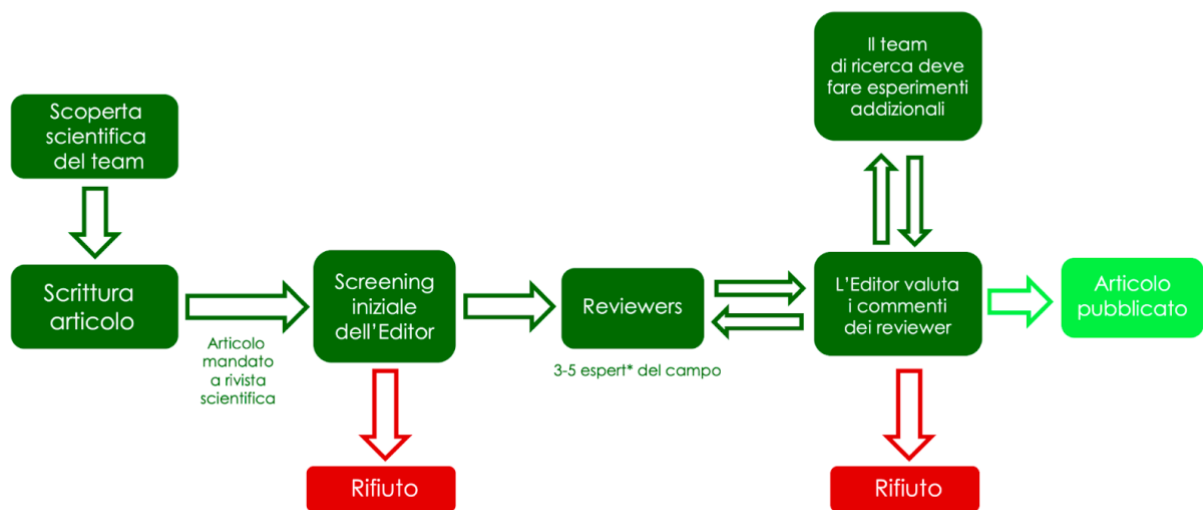 Scoperta
scientifica
del team
Scrittura
articolo
Articolo
mandato
a rivista
scientifica
Screening
iniziale
dell'Editor
Rifiuto
Reviewers
3-5 espert* del campo
Il team
di ricerca deve
fare esperimenti
addizionali
L'Editor valuta
i commenti
dei reviewer
Rifiuto
Articolo
pubblicato